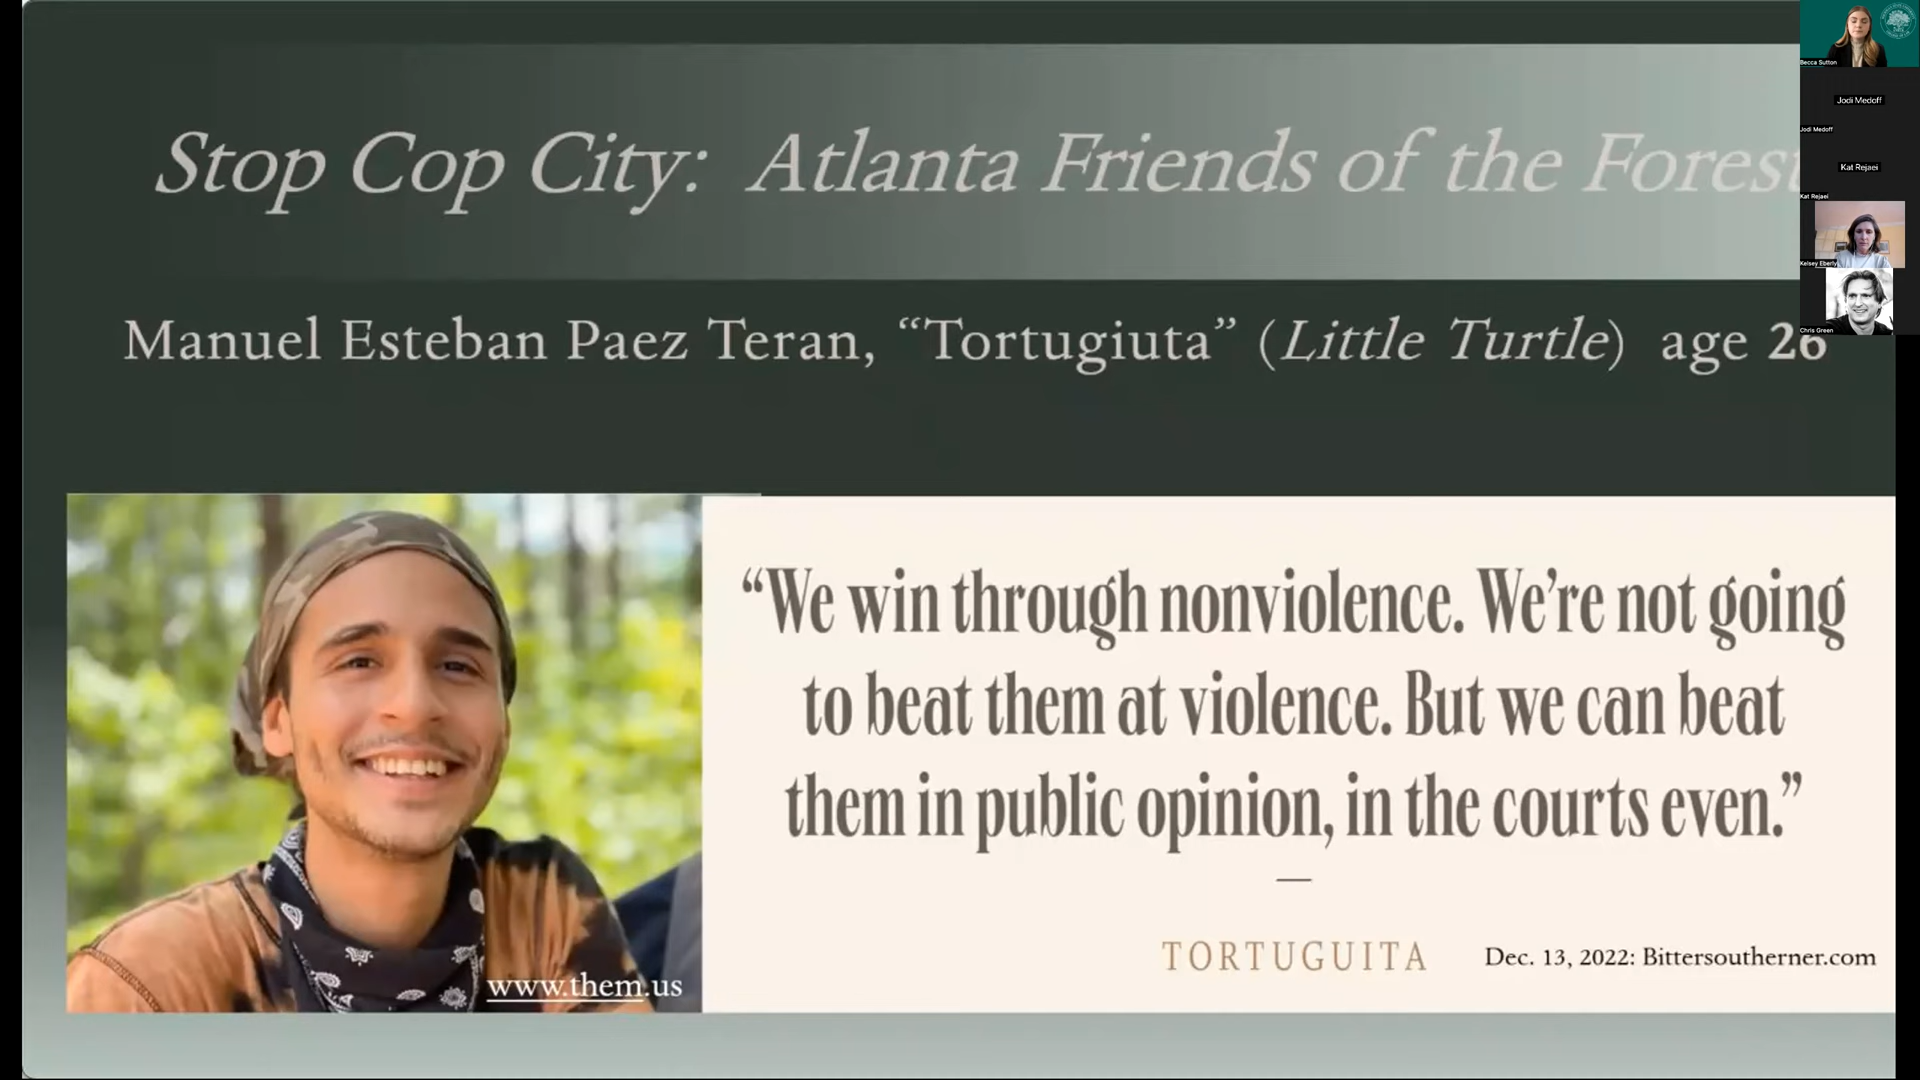 Stop Cop City: Atlanta Friends of the Forest
Manuel Esteban Paez Teran, “Tortugiuta” (Little Turtle) age 26
“We win through nonviolence. We’re not going
to beat them at violence. But we can beat
them in public opinion, in the courts even.”
—
TORTUGUITA
Dec. 13, 2022: Bittersoutherner.com
www.them.us
Becca Sutton
Jodi Medoff
Jodi Medoff
Kat Rejaei
Kat Rejaei
Kelsey Eberly
Chris Green